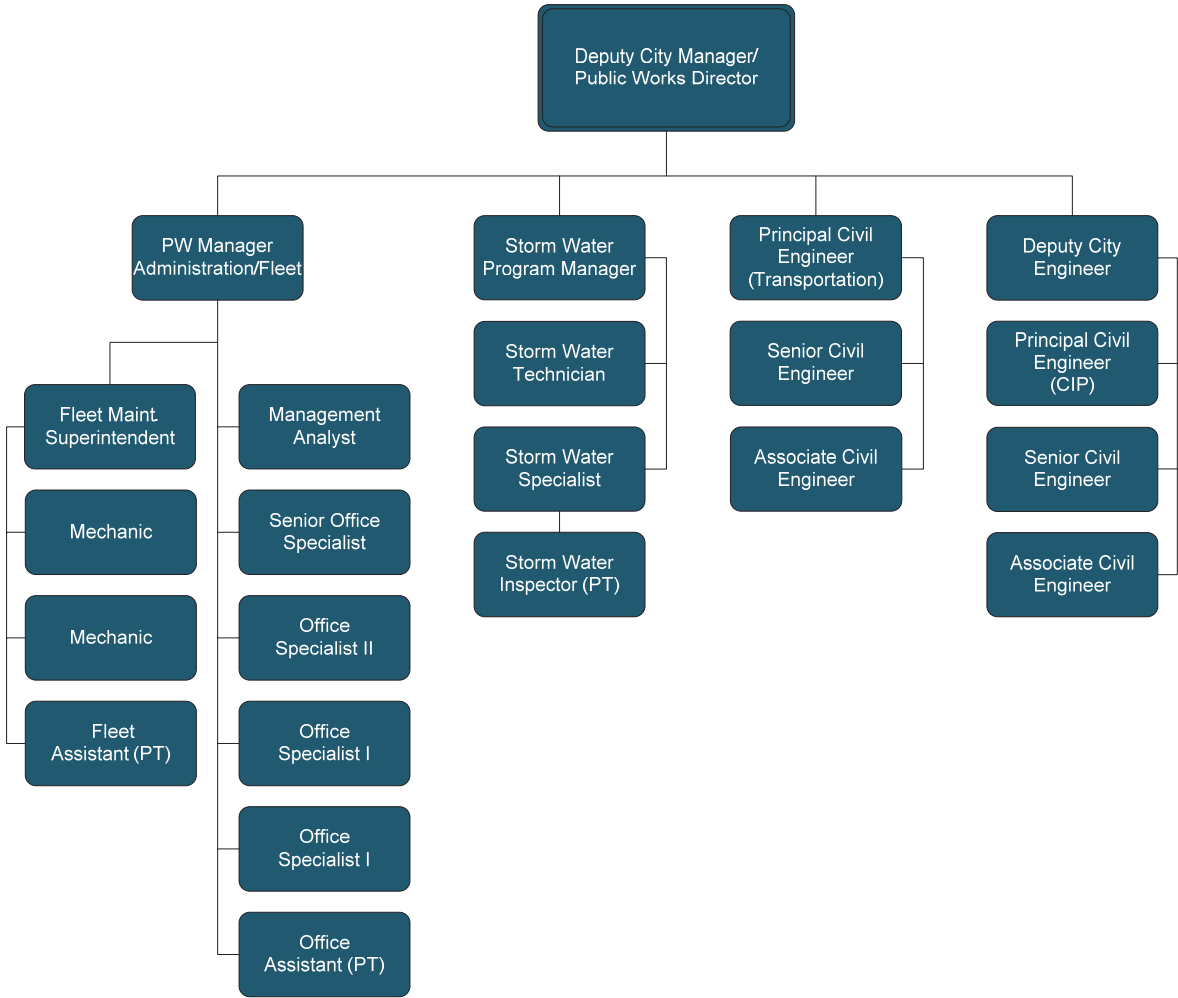 Deputy City Manager/
Public Works Director
PW Manager
Administration/Fleet
Storm Water
Program Manager
Principal Civil
Engineer
(Transportation)
Deputy City
Engineer
Storm Water
Technician
Senior Civil
Engineer
Principal Civil
Engineer
(CIP)
Fleet Maint.
Superintendent
Management
Analyst
Storm Water
Specialist
Associate Civil
Engineer
Senior Civil
Engineer
Mechanic
Senior Office
Specialist
Storm Water
Inspector (PT)
Associate Civil
Engineer
Mechanic
Office
Specialist II
Fleet
Assistant (PT)
Office
Specialist I
Office
Specialist I
Office
Assistant (PT)